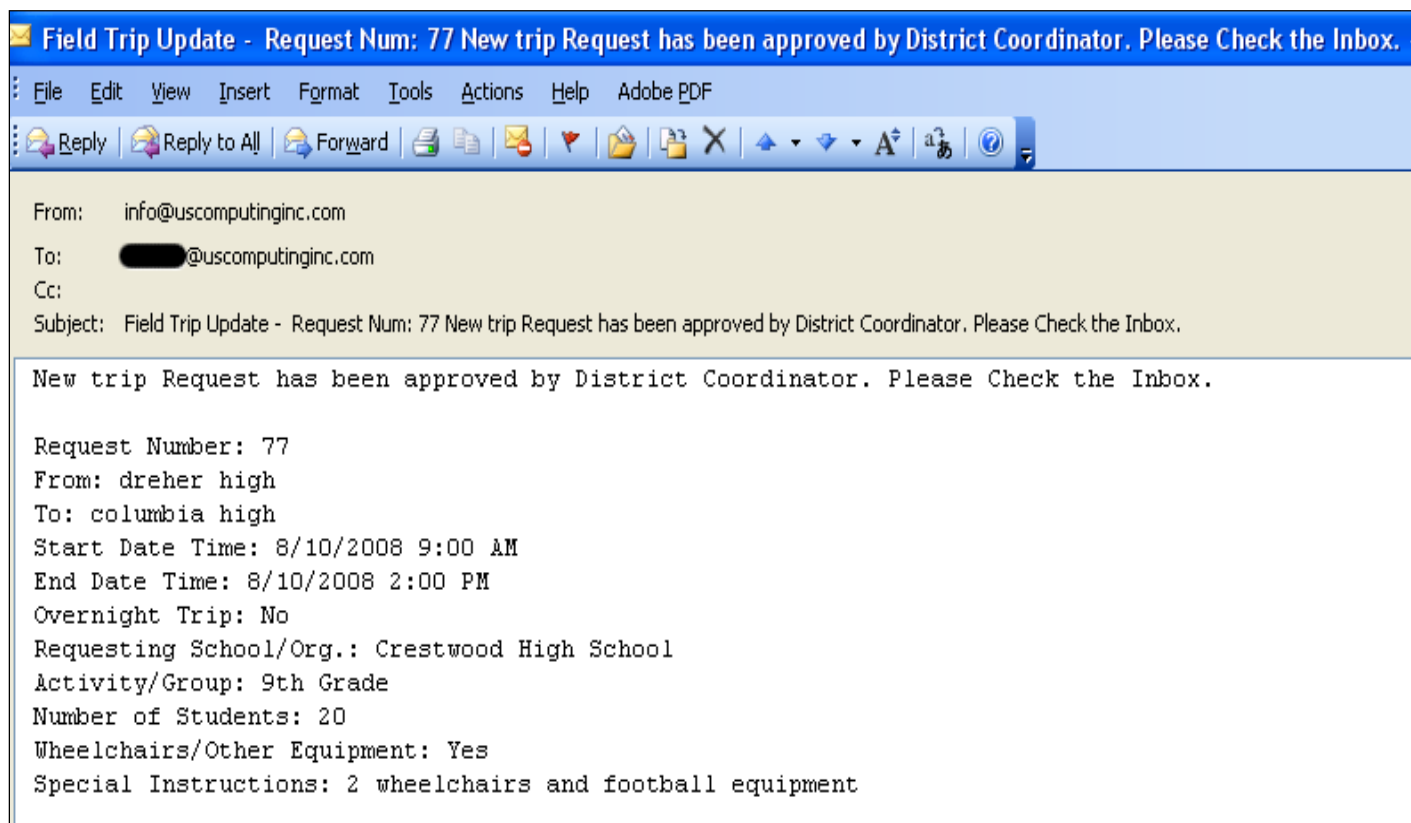 Field Trip Update -  Request Num: 77 New trip Request has been approved by District Coordinator. Please Check the Inbox.
File Edit View Insert Format Tools Actions Help Adobe PDF
Reply Reply to All Forward
From: info@uscomputinginc.com
To: @uscomputinginc.com
Cc:
Subject: Field Trip Update -  Request Num: 77 New trip Request has been approved by District Coordinator. Please Check the Inbox.
New trip Request has been approved by District Coordinator. Please Check the Inbox.
Request Number: 77
From: dreher high
To: columbia high
Start Date Time: 8/10/2008 9:00 AM
End Date Time: 8/10/2008 2:00 PM
Overnight Trip: No
Requesting School/Org.: Crestwood High School
Activity/Group: 9th Grade
Number of Students: 20
Wheelchairs/Other Equipment: Yes
Special Instructions: 2 wheelchairs and football equipment